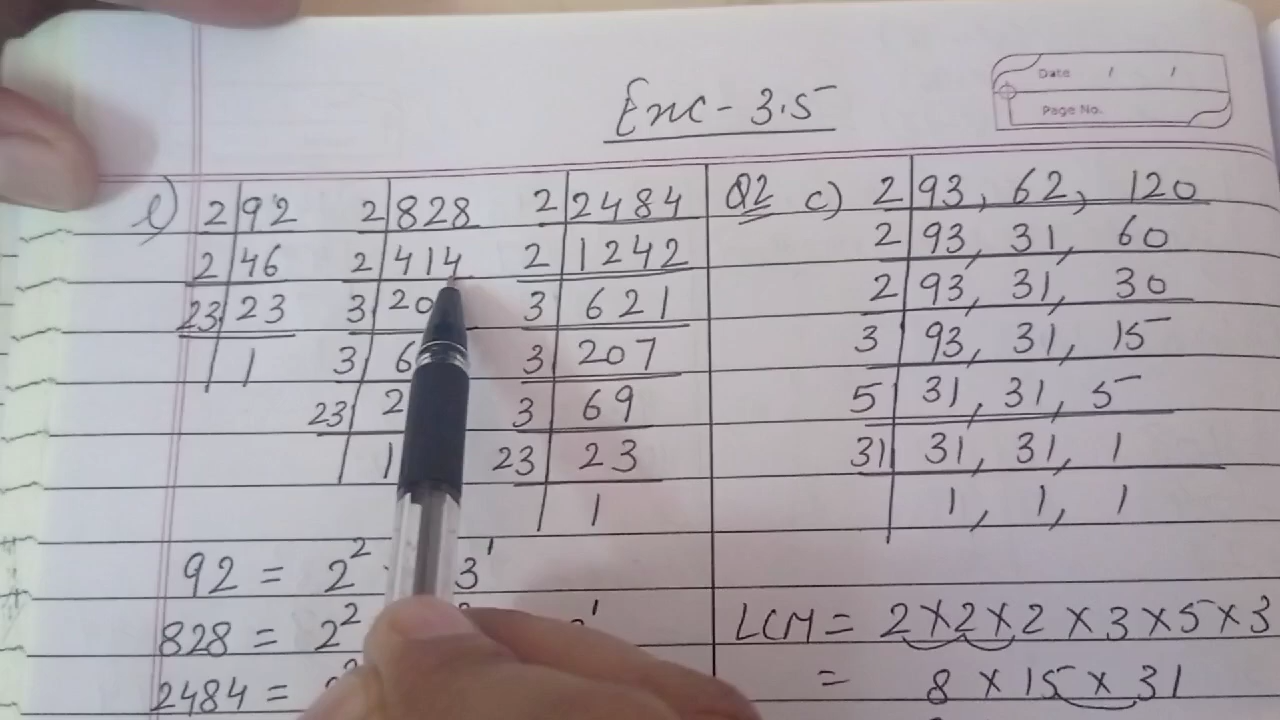 Exc - 3.5
Date / /
Page No.
e) 2 92 2 828 2 2484
2 46 2 414 2 1242
23 23 3 20 3 621
1 3 6 3 207
23 2 3 69
1 23 23
1
92 = 2² 3¹
828 = 2² ¹
2484 =
Q2 c) 2 93, 62, 120
2 93, 31, 60
2 93, 31, 30
3 93, 31, 15
5 31, 31, 5
31 31, 31, 1
1, 1, 1
LCM = 2 × 2 × 2 × 3 × 5 × 3
= 8 × 15 × 31